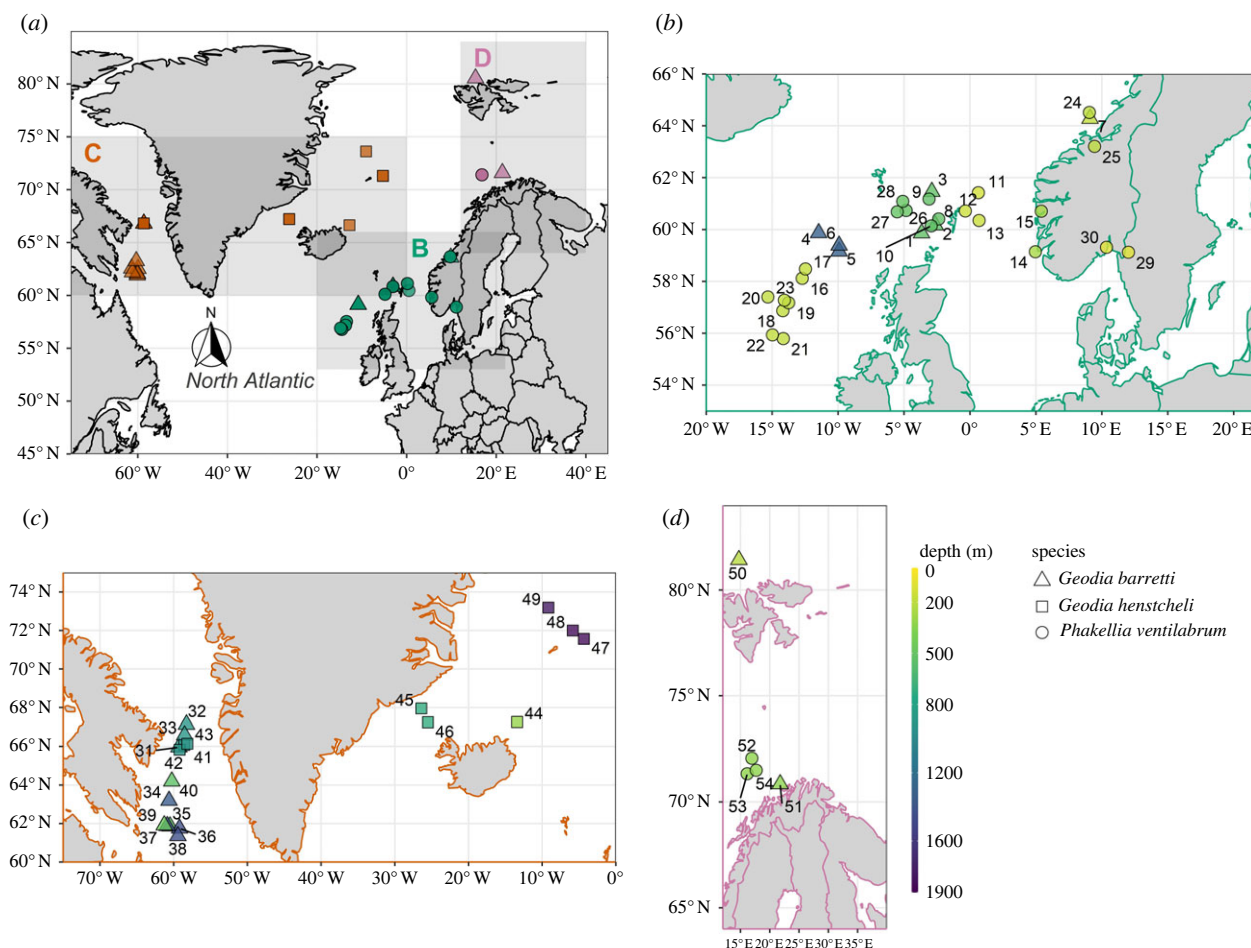 (a)
80° N
75° N
70° N
65° N
60° N
55° N
50° N
45° N
60° W
40° W
20° W
0°
20° E
40° E
C
D
B
N
North Atlantic
(b)
66° N
64° N
62° N
60° N
58° N
56° N
54° N
20° W
15° W
10° W
5° W
0°
5° E
10° E
15° E
20° E
24
7
25
28
9
3
11
12
27
26
8
13
15
4
6
10
2
5
14
30
29
17
16
20
23
18
19
22
21
(c)
74° N
72° N
70° N
68° N
66° N
64° N
62° N
60° N
70° W
60° W
50° W
40° W
30° W
20° W
10° W
0°
49
48
47
45
46
44
32
33
43
31
42
41
34
40
39
35
37
36
38
(d)
80° N
75° N
70° N
65° N
15°E
20°E
25°E
30°E
35°E
50
52
53
54
51
depth (m)
0
200
500
800
1200
1600
1900
species
Geodia barretti
Geodia henstcheli
Phakellia ventilabrum